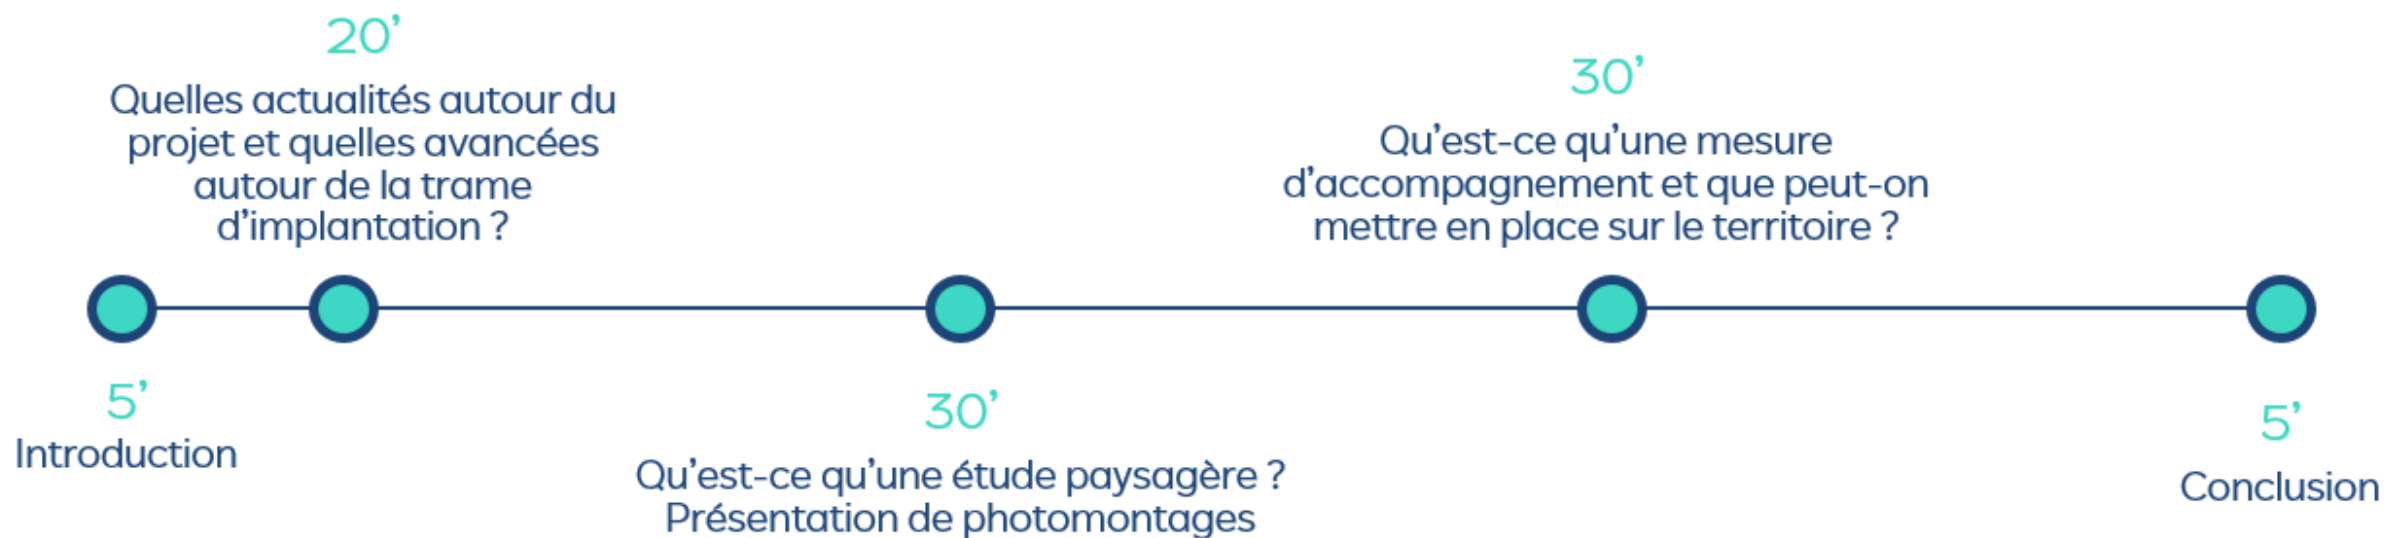 5’
Introduction
20’
Quelles actualités autour du
projet et quelles avancées
autour de la trame
d’implantation ?
30’
Qu’est-ce qu’une étude paysagère ?
Présentation de photomontages
30’
Qu’est-ce qu’une mesure
d’accompagnement et que peut-on
mettre en place sur le territoire ?
5’
Conclusion